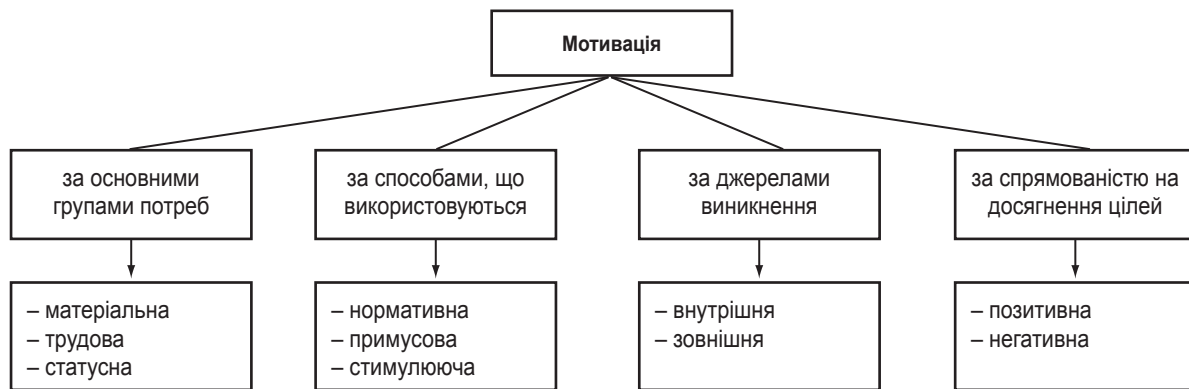 Мотивація
за основними
групами потреб
за способами, що
використовуються
за джерелами
виникнення
за спрямованістю на
досягнення цілей
– матеріальна
– трудова
– статусна
– нормативна
– примусова
– стимулююча
– внутрішня
– зовнішня
– позитивна
– негативна